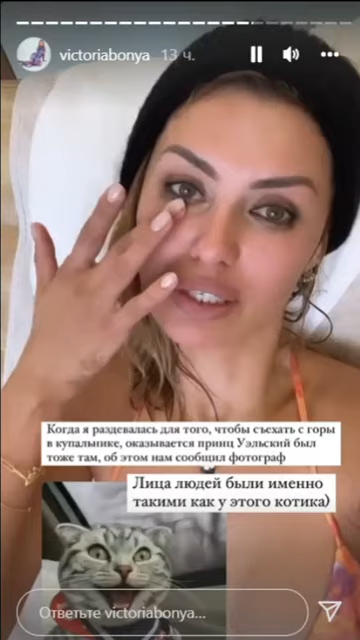 victoriabonya 13 ч.
Когда я раздевалась для того, чтобы съехать с горы
в купальнике, оказывается принц Уэльский был
тоже там, об этом нам сообщил фотограф
Лица людей были именно
такими как у этого котика)
Ответьте victoriabonya...